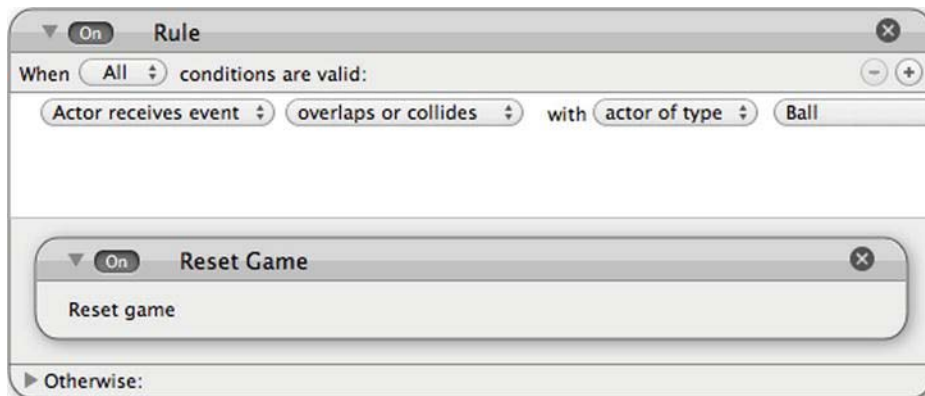 On Rule
When All conditions are valid:
Actor receives event overlaps or collides with actor of type Ball
On Reset Game
Reset game
Otherwise: